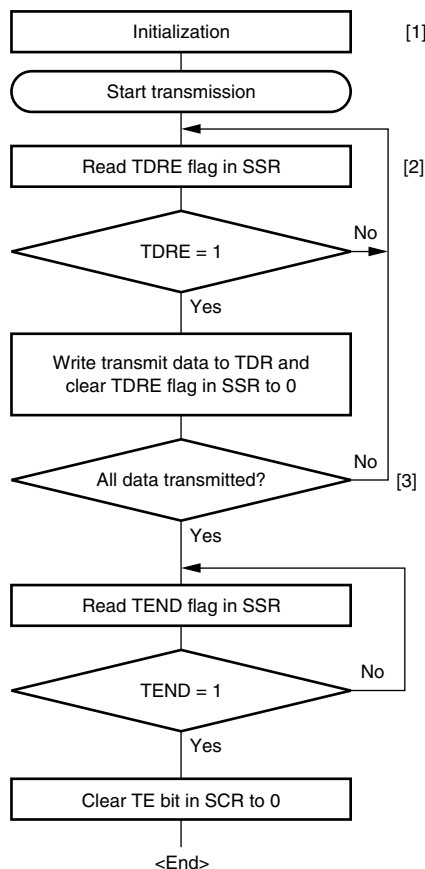 Initialization [1]
Start transmission
Read TDRE flag in SSR [2]
TDRE = 1 No
Yes
Write transmit data to TDR and
clear TDRE flag in SSR to 0
All data transmitted? No [3]
Yes
Read TEND flag in SSR
TEND = 1 No
Yes
Clear TE bit in SCR to 0
<End>